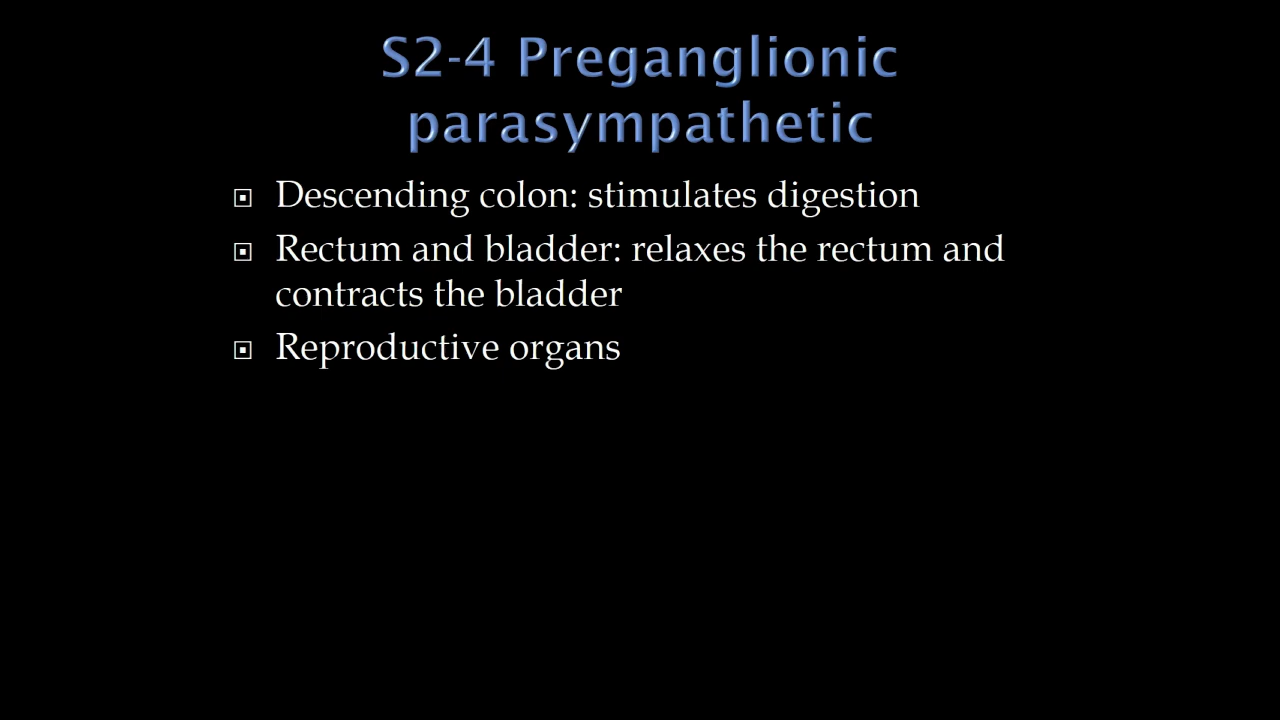 S2-4 Preganglionic
parasympathetic
Descending colon: stimulates digestion
Rectum and bladder: relaxes the rectum and
contracts the bladder
Reproductive organs